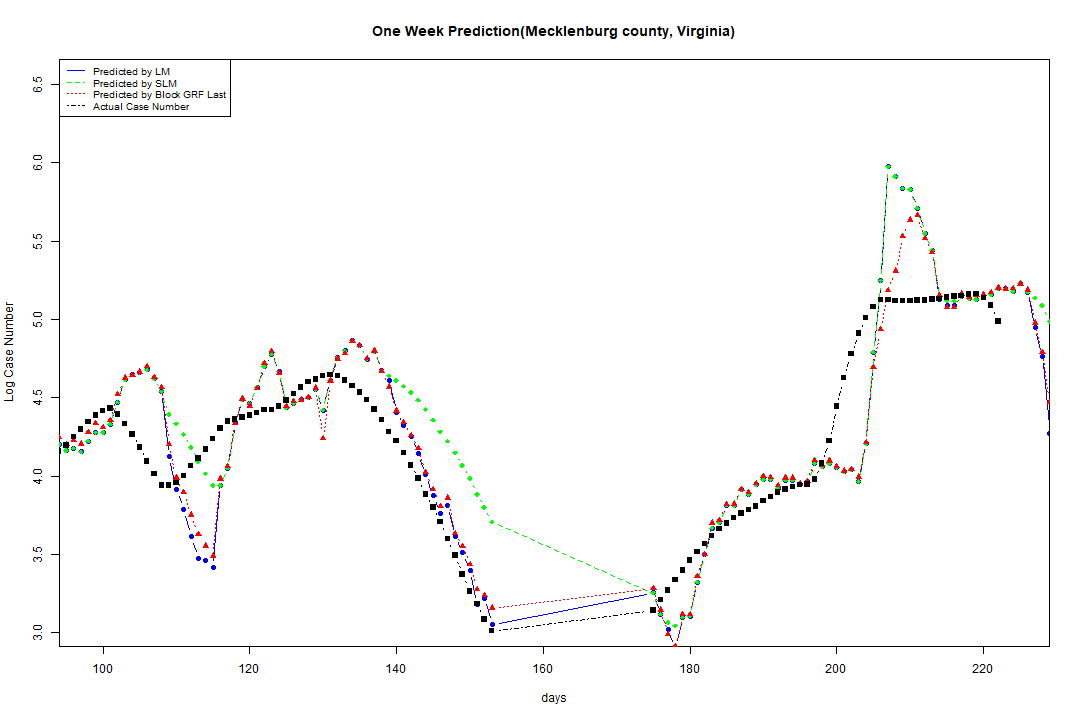 One Week Prediction(Mecklenburg county, Virginia)
Predicted by LM
Predicted by SLM
Predicted by Block GRF Last
Actual Case Number
Log Case Number
6.5
6.0
5.5
5.0
4.5
4.0
3.5
3.0
100 120 140 160 180 200 220
days